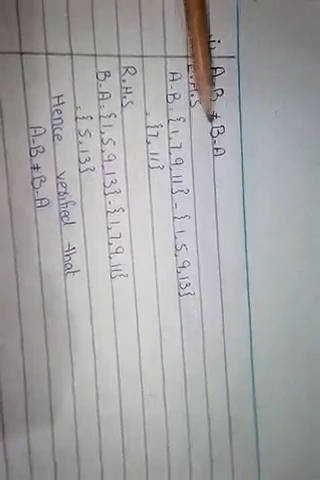 ii. A-B ≠ B-A
L.H.S
A-B = {1,7,9,11} - {1,5,9,13}
= {7,11}
R.H.S
B-A = {1,5,9,13} - {1,7,9,11}
= {5,13}
Hence verified that
A-B ≠ B-A